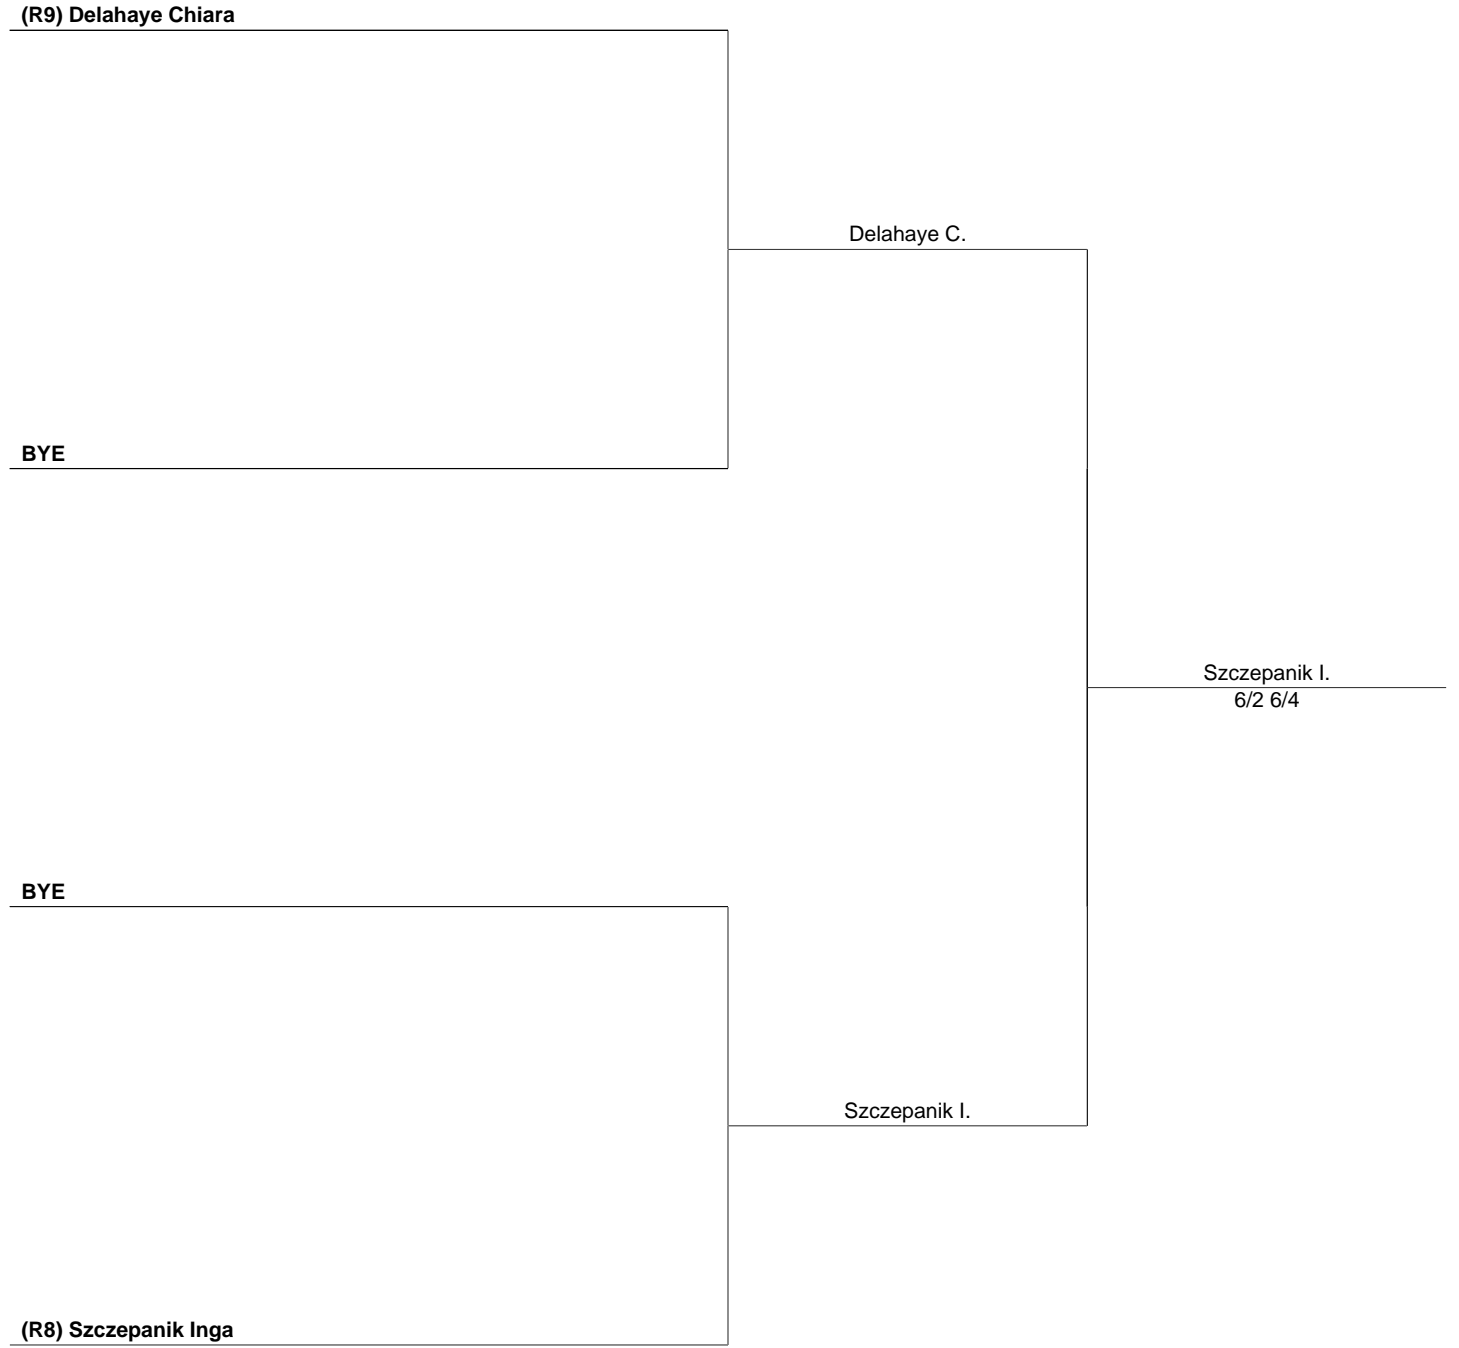 (R9) Delahaye Chiara
Delahaye C.
BYE
Szczepanik I.
6/2 6/4
BYE
Szczepanik I.
(R8) Szczepanik Inga